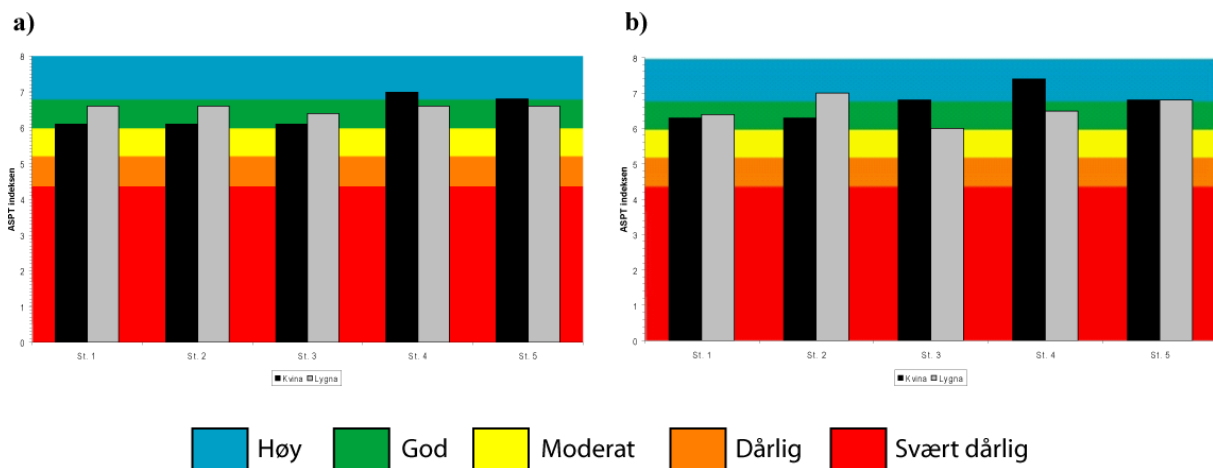 a)
8
7
6
5
4
3
2
1
0
ASPT indeksen
St. 1 St. 2 St. 3 St. 4 St. 5
Kvina Lygna
b)
8
7
6
5
4
3
2
1
0
ASPT indeksen
St. 1 St. 2 St. 3 St. 4 St. 5
Kvina Lygna
Høy God Moderat Dårlig Svært dårlig